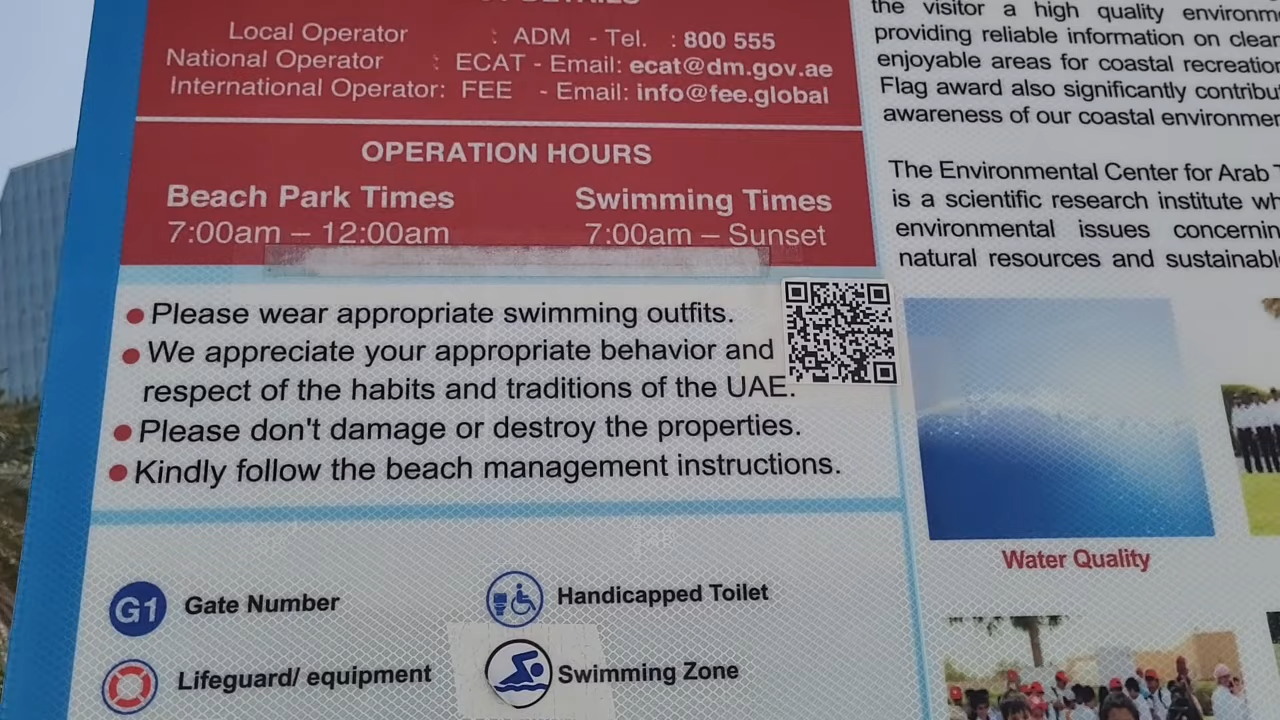 Local Operator : ADM - Tel. : 800 555
National Operator : ECAT - Email: ecat@dm.gov.ae
International Operator: FEE - Email: info@fee.global
OPERATION HOURS
Beach Park Times
7:00am – 12:00am
Swimming Times
7:00am – Sunset
• Please wear appropriate swimming outfits.
• We appreciate your appropriate behavior and
respect of the habits and traditions of the UAE.
• Please don't damage or destroy the properties.
• Kindly follow the beach management instructions.
G1 Gate Number
Handicapped Toilet
Lifeguard/ equipment
Swimming Zone
the visitor a high quality
providing reliable information on
enjoyable areas for coastal
Flag award also significantly
awareness of our coastal
The Environmental Center for Arab
is a scientific research institute
environmental issues
natural resources and
Water Quality